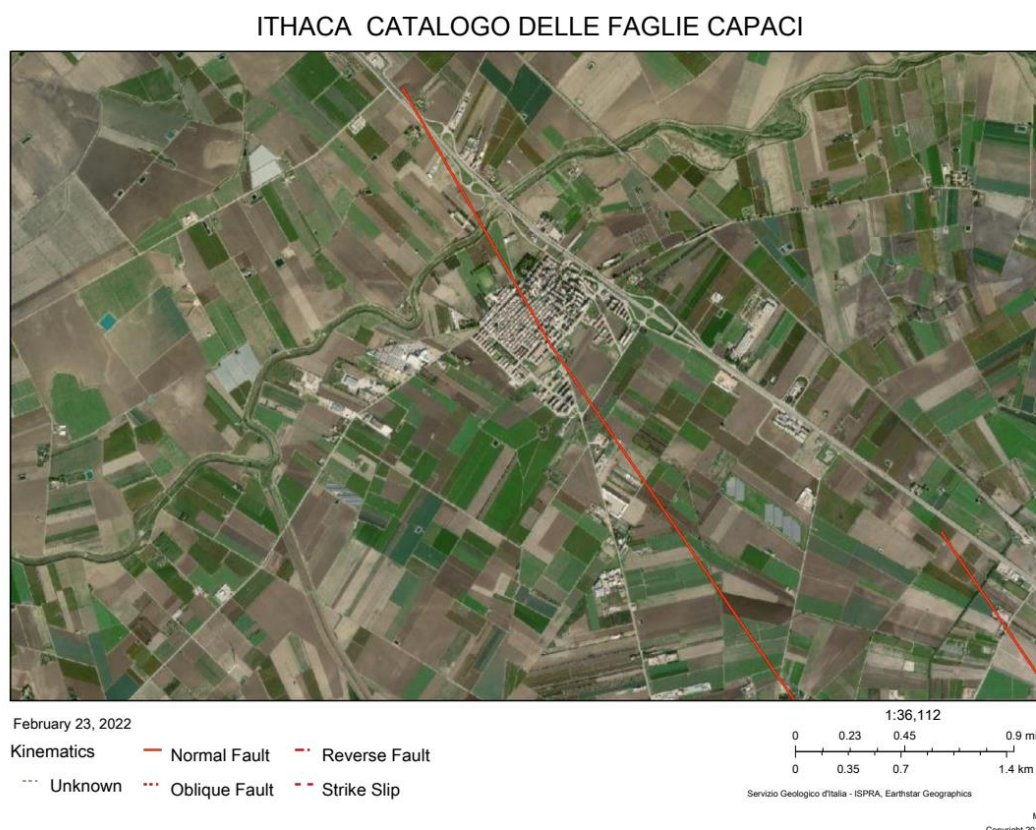 ITHACA CATALOGO DELLE FAGLIE CAPACI
February 23, 2022
Kinematics
Unknown
Normal Fault
Oblique Fault
Reverse Fault
Strike Slip
1:36,112
0 0.23 0.45 0.9 mi
0 0.35 0.7 1.4 km
Servizio Geologico d'Italia - ISPRA, Earthstar Geographics
Copyright 20